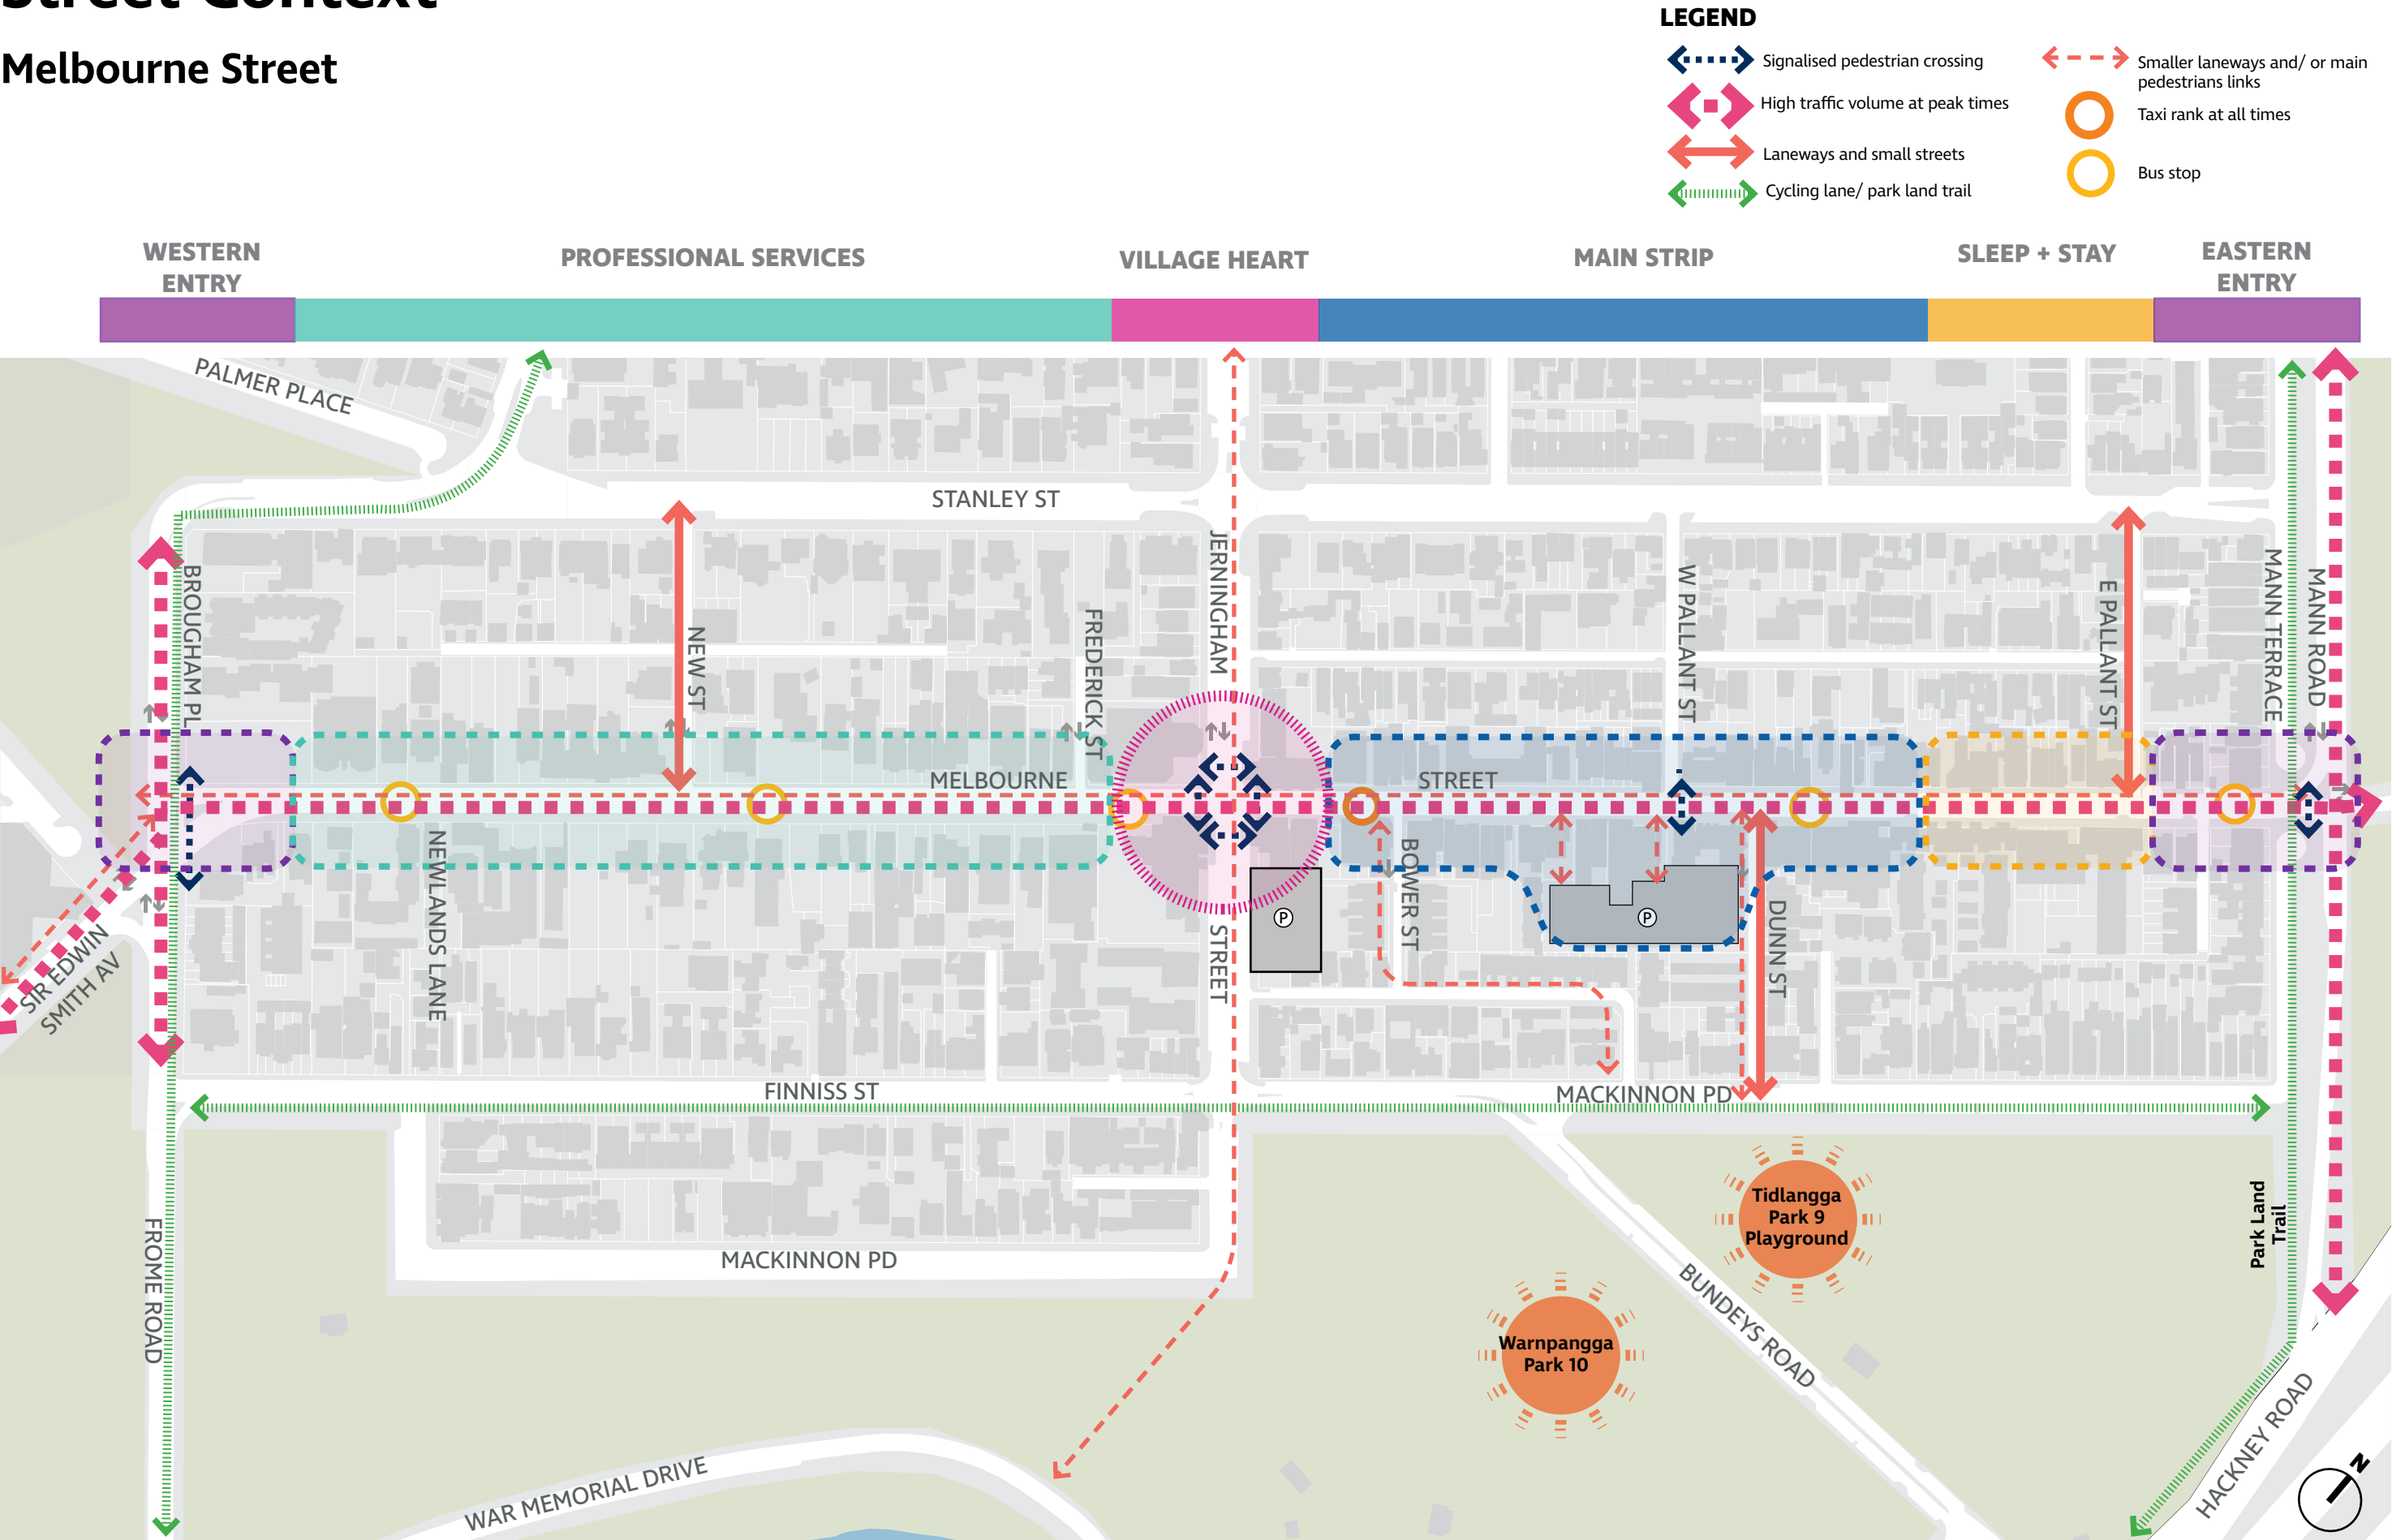 Street Context
Melbourne Street
LEGEND
Signalised pedestrian crossing
High traffic volume at peak times
Laneways and small streets
Cycling lane/ park land trail
Smaller laneways and/ or main
pedestrians links
Taxi rank at all times
Bus stop
WESTERN
ENTRY
PROFESSIONAL SERVICES
VILLAGE HEART
MAIN STRIP
SLEEP + STAY
EASTERN
ENTRY
PALMER PLACE
STANLEY ST
BROUGHAM PL
NEW ST
FREDERICK ST
JERNINGHAM
W PALLANT ST
E PALLANT ST
MANN TERRACE
MANN ROAD
MELBOURNE
STREET
NEWLANDS LANE
STREET
BOWER ST
DUNN ST
P
P
SIR EDWIN
SMITH AV
FINNISS ST
MACKINNON PD
FROME ROAD
MACKINNON PD
Tidlangga
Park 9
Playground
Warnpangga
Park 10
BUNDEYS ROAD
Park Land
Trail
HACKNEY ROAD
WAR MEMORIAL DRIVE
N